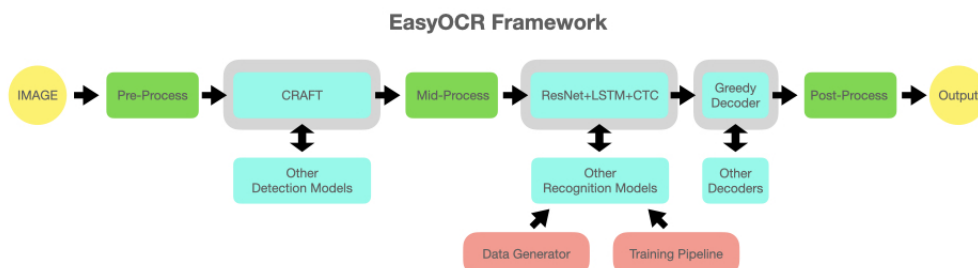 EasyOCR Framework
IMAGE
Pre-Process
CRAFT
Mid-Process
ResNet+LSTM+CTC
Greedy
Decoder
Post-Process
Output
Other
Detection Models
Other
Recognition Models
Other
Decoders
Data Generator
Training Pipeline